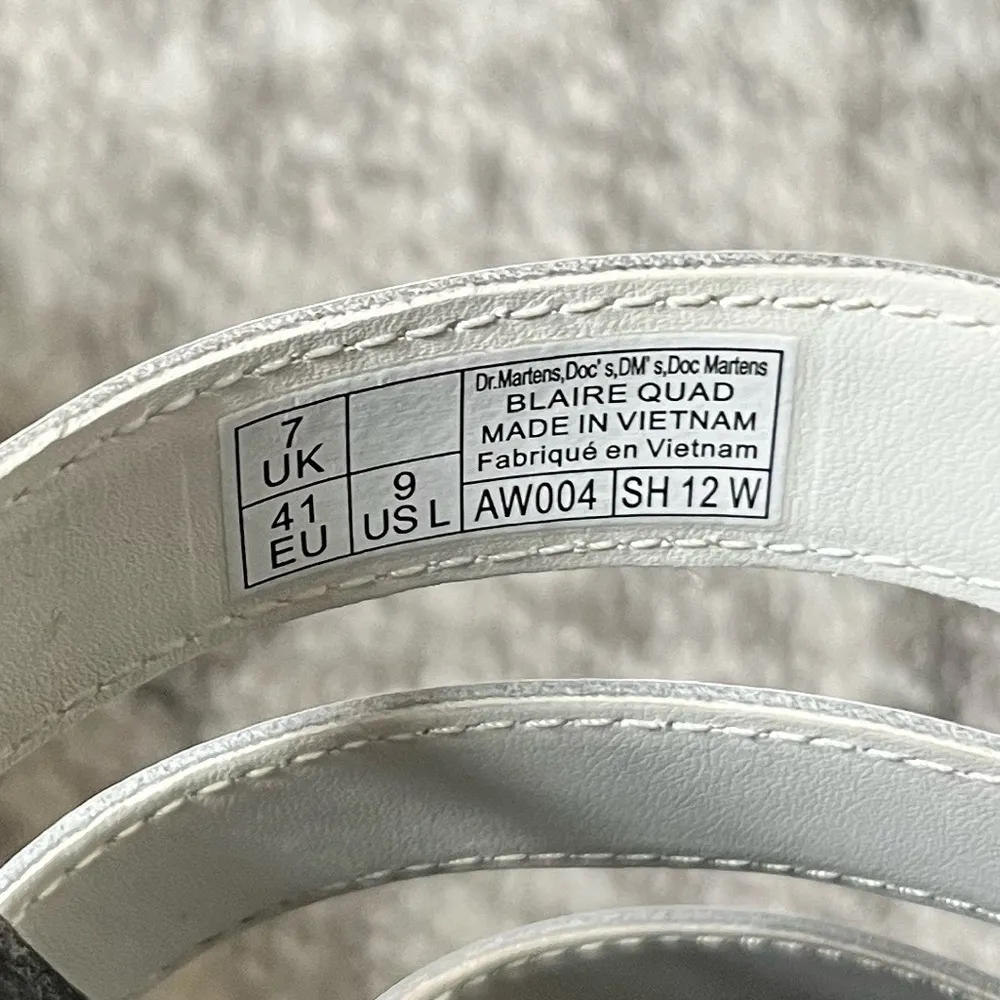 7
UK
41
EU
9
US L
Dr.Martens,Doc's,DM's,Doc Martens
BLAIRE QUAD
MADE IN VIETNAM
Fabriqué en Vietnam
AW004
SH 12 W